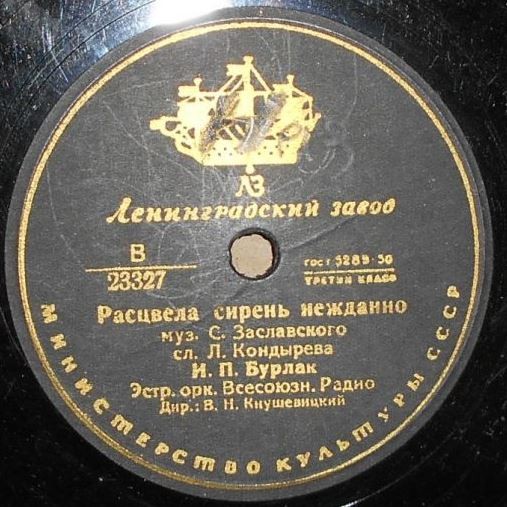 ЛЗ
Ленинградский завод
В
23327
ГОСТ 5289-50
ТРЕТИЙ КЛАСС
Расцвела сирень нежданно
муз. С. Заславского
сл. Л. Кондырева
И. П. Бурлак
Эстр. орк. Всесоюзн. Радио
Дир.: В. Н. Кнушевицкий
МИНИСТЕРСТВО КУЛЬТУРЫ СССР